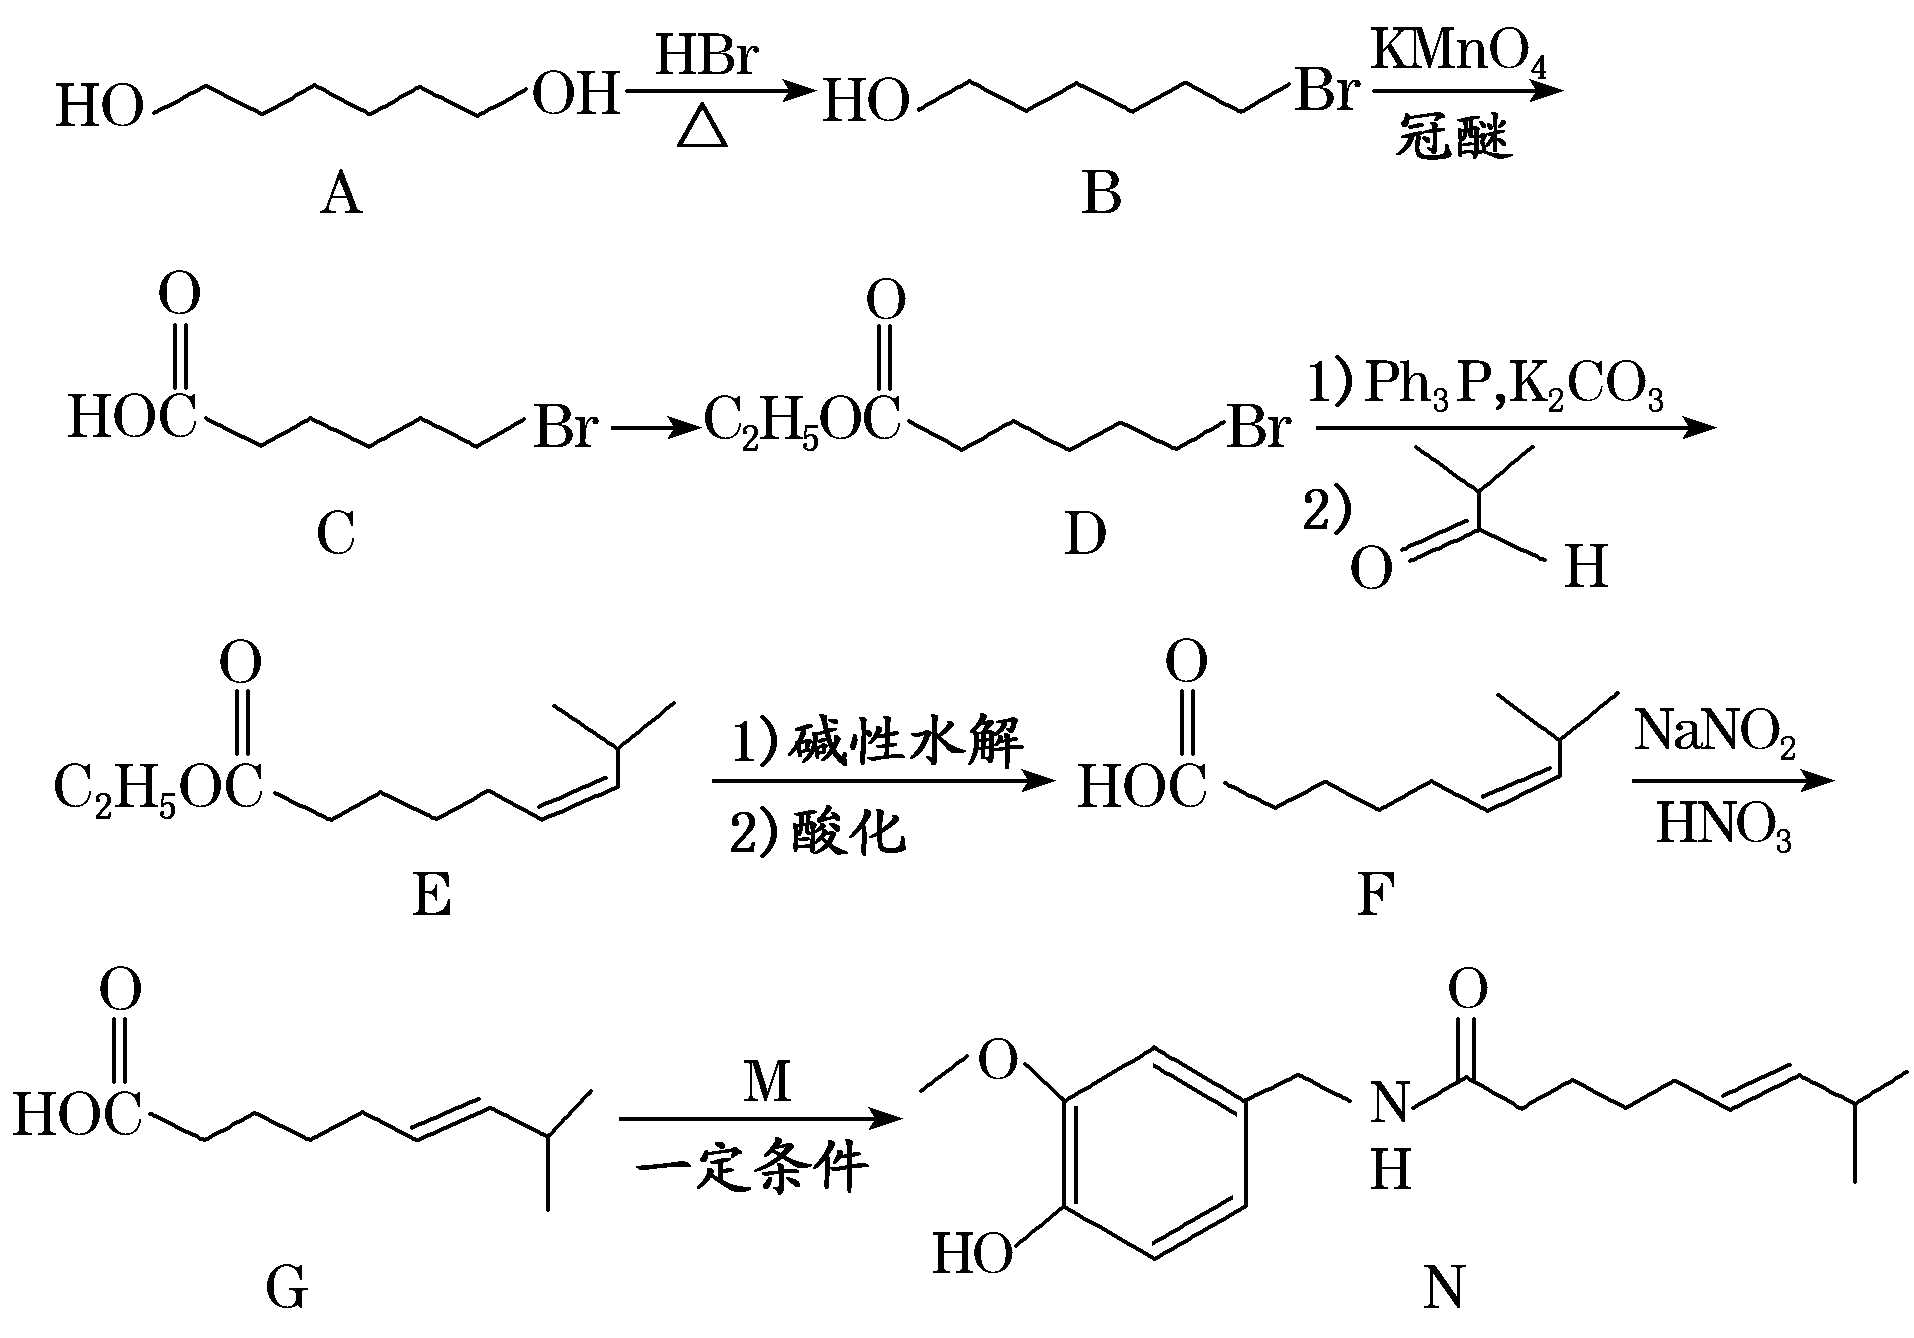 HO OH HBr △ HO Br KMnO₄ 冠醚
A B
O HOC Br C₂H₅OC O Br 1)Ph₃P,K₂CO₃
2) O H
C D
O C₂H₅OC 1)碱性水解 2)酸化 O HOC NaNO₂ HNO₃
E F
O HOC M 一定条件 O HO N H O
G N